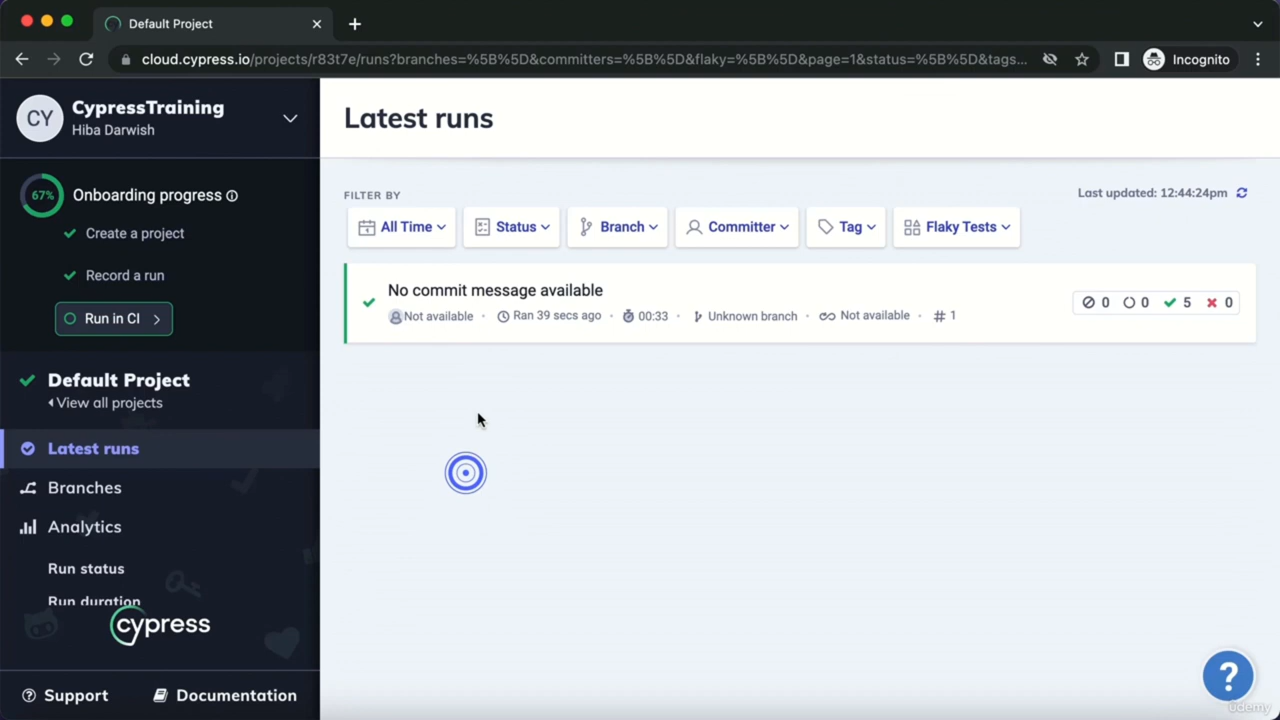 Default Project
cloud.cypress.io/projects/r83t7e/runs?branches=%5B%5D&committers=%5B%5D&flaky=%5B%5D&page=1&status=%5B%5D&tags...
Incognito
CY
CypressTraining
Hiba Darwish
67%
Onboarding progress
Create a project
Record a run
Run in CI
Default Project
View all projects
Latest runs
Branches
Analytics
Run status
Run duration
cypress
Support
Documentation
Latest runs
FILTER BY
Last updated: 12:44:24pm
All Time
Status
Branch
Committer
Tag
Flaky Tests
No commit message available
Not available · Ran 39 secs ago · 00:33 · Unknown branch · Not available · # 1
0 0 5 0
?
ûdemy